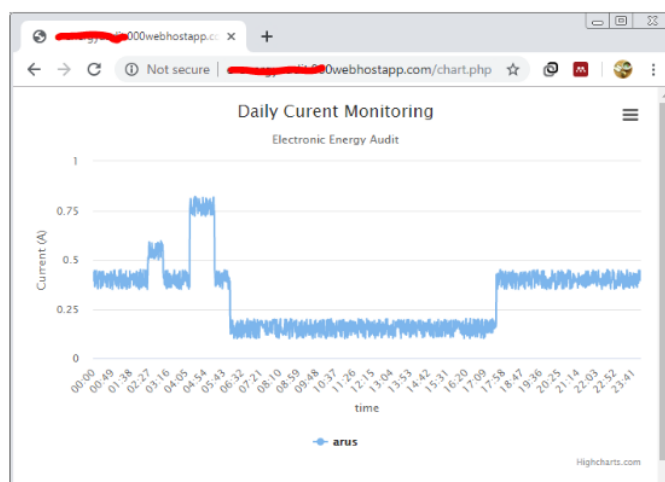 000webhostapp.cc
Not secure
0webhostapp.com/chart.php
Daily Curent Monitoring
Electronic Energy Audit
1
0.75
0.5
0.25
0
Current (A)
00:00 00:49 01:38 02:27 03:16 04:05 04:54 05:43 06:32 07:21 08:10 08:59 09:48 10:37 11:26 12:15 13:04 13:53 14:42 15:31 16:20 17:09 17:58 18:47 19:36 20:25 21:14 22:03 22:52 23:41
time
arus
Highcharts.com